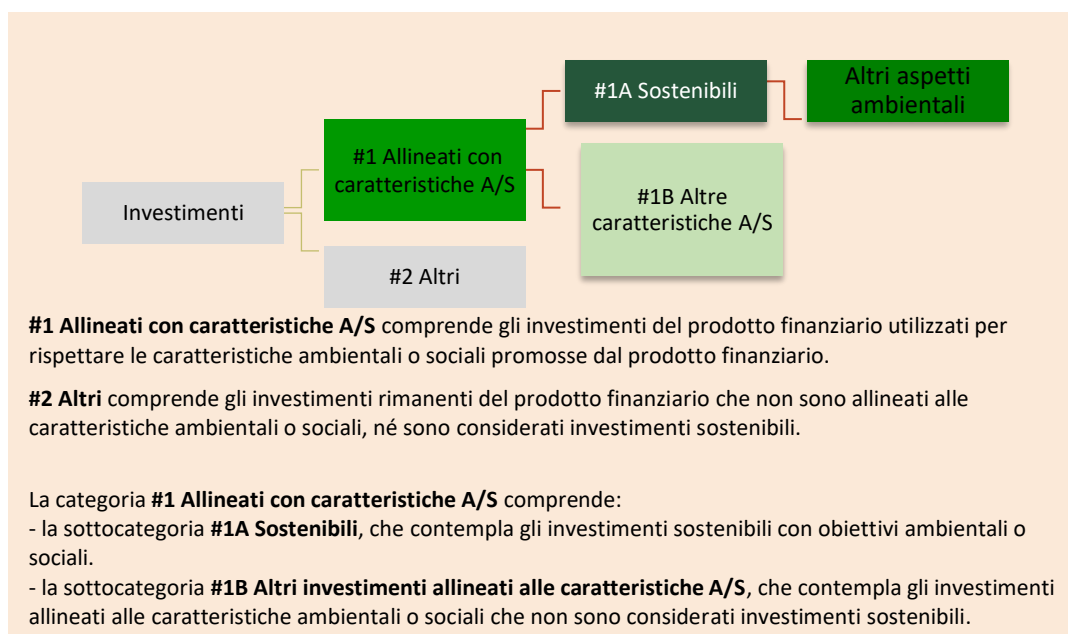 #1A Sostenibili
Altri aspetti
ambientali
#1 Allineati con
caratteristiche A/S
#1B Altre
caratteristiche A/S
Investimenti
#2 Altri
#1 Allineati con caratteristiche A/S comprende gli investimenti del prodotto finanziario utilizzati per
rispettare le caratteristiche ambientali o sociali promosse dal prodotto finanziario.
#2 Altri comprende gli investimenti rimanenti del prodotto finanziario che non sono allineati alle
caratteristiche ambientali o sociali, né sono considerati investimenti sostenibili.
La categoria #1 Allineati con caratteristiche A/S comprende:
- la sottocategoria #1A Sostenibili, che contempla gli investimenti sostenibili con obiettivi ambientali o
sociali.
- la sottocategoria #1B Altri investimenti allineati alle caratteristiche A/S, che contempla gli investimenti
allineati alle caratteristiche ambientali o sociali che non sono considerati investimenti sostenibili.